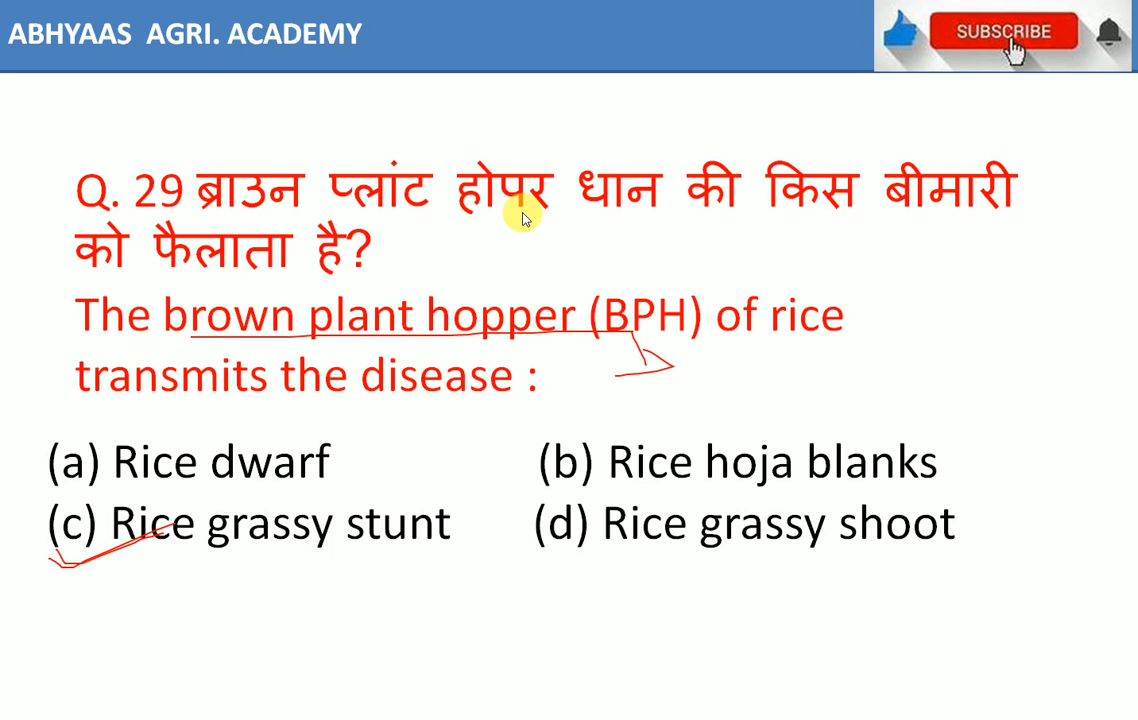 ABHYAAS AGRI. ACADEMY
SUBSCRIBE
Q. 29 ब्राउन प्लांट होपर धान की किस बीमारी
को फैलाता है?
The brown plant hopper (BPH) of rice
transmits the disease :
(a) Rice dwarf (b) Rice hoja blanks
(c) Rice grassy stunt (d) Rice grassy shoot